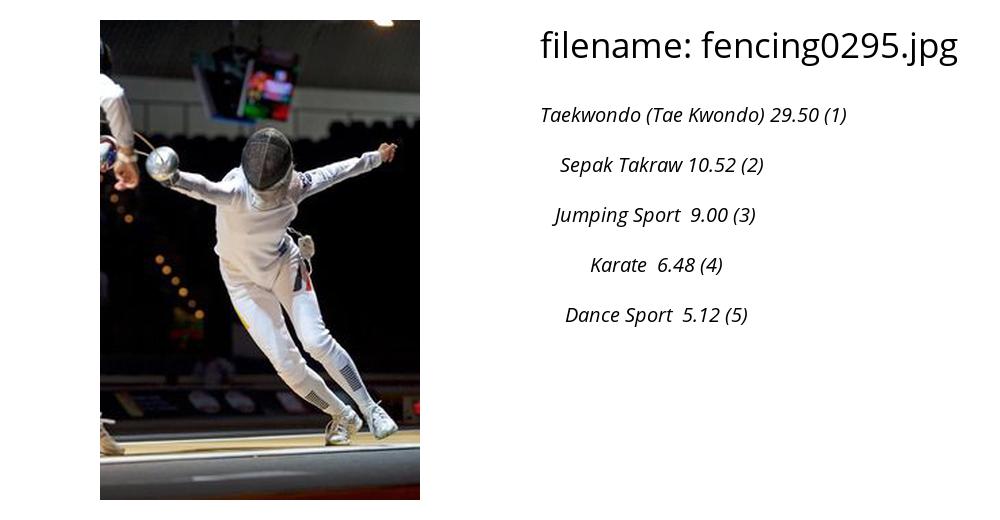 filename: fencing0295.jpg
Taekwondo (Tae Kwondo) 29.50 (1)
Sepak Takraw 10.52 (2)
Jumping Sport 9.00 (3)
Karate 6.48 (4)
Dance Sport 5.12 (5)